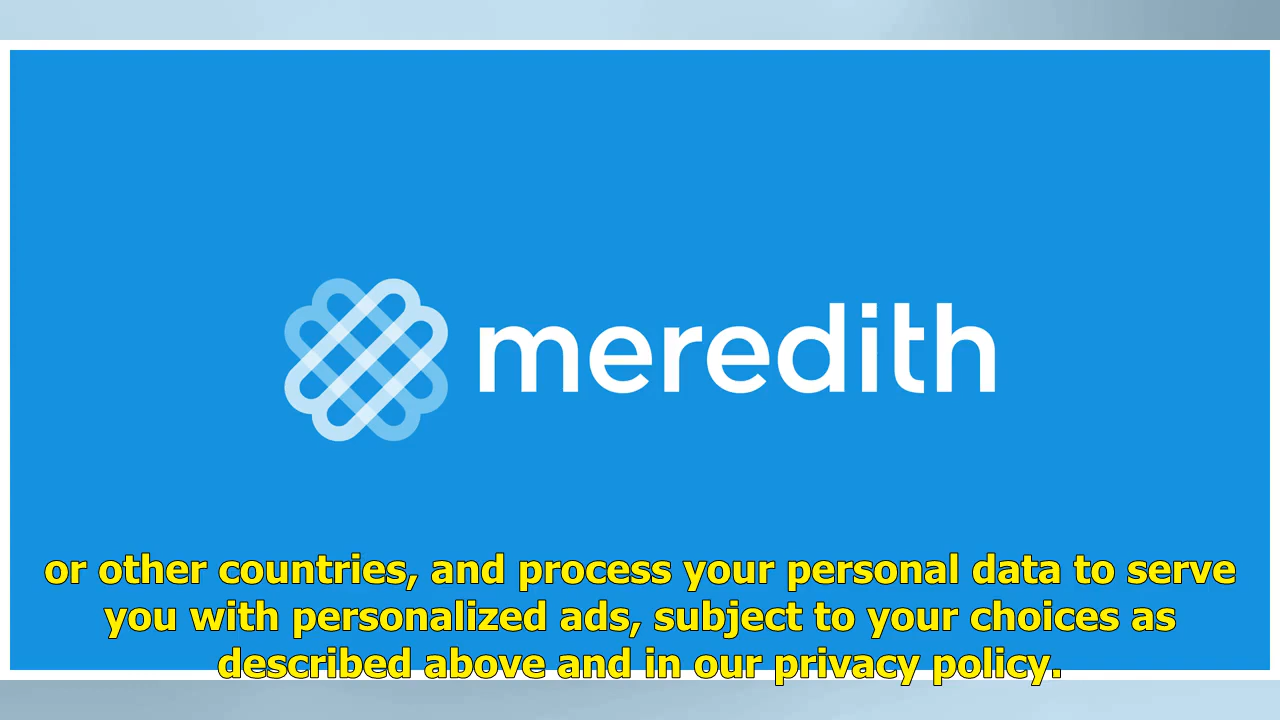 meredith
or other countries, and process your personal data to serve
you with personalized ads, subject to your choices as
described above and in our privacy policy.